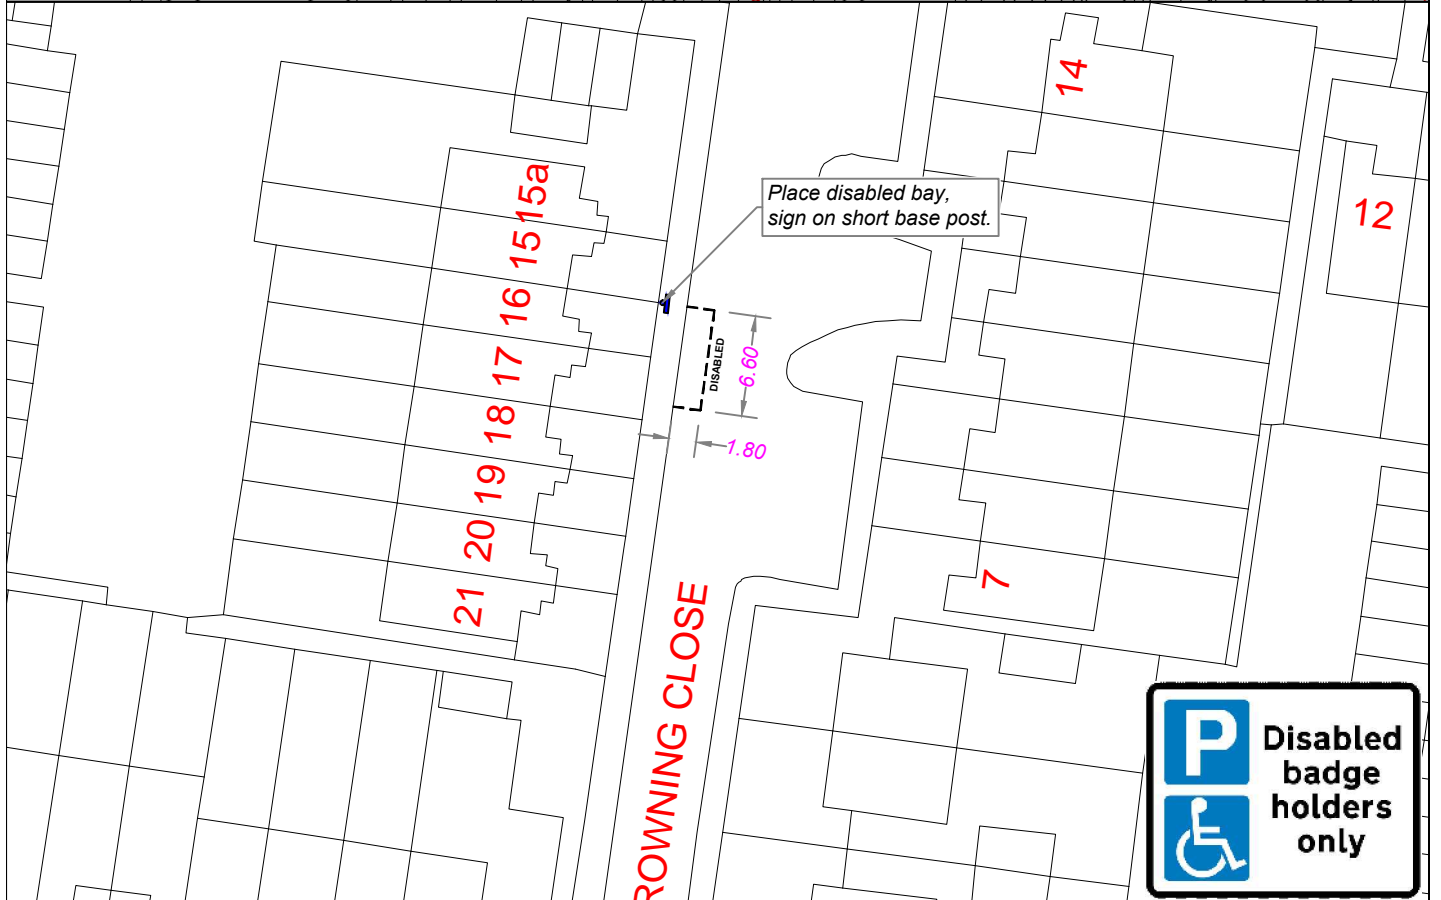 14
12
Place disabled bay,
sign on short base post.
15a
15
16
17
18
19
20
21
DISABLED
6.60
1.80
7
ROWNING CLOSE
P
Disabled
badge
holders
only